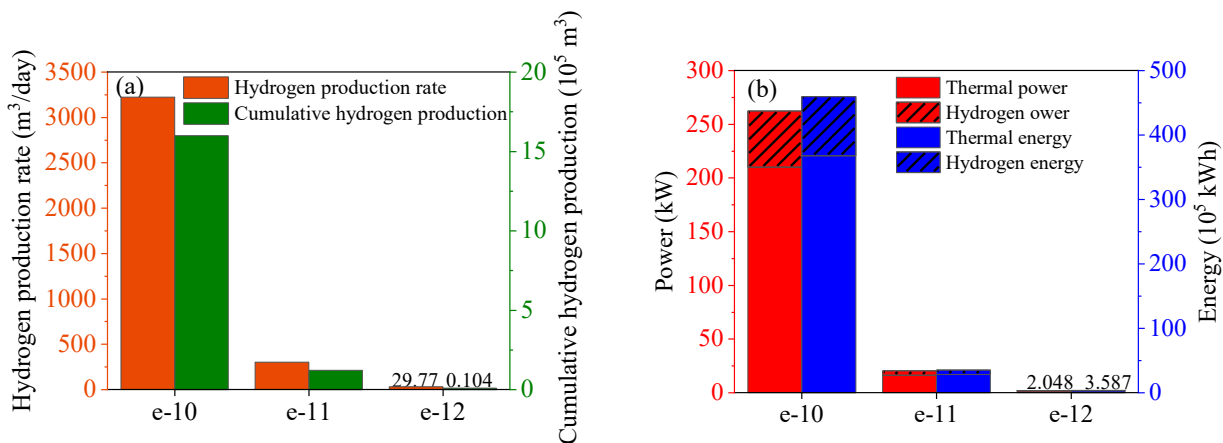 Hydrogen production rate (m³/day)
3500
3000
2500
2000
1500
1000
500
0
(a)
Hydrogen production rate
Cumulative hydrogen production
29.77 0.104
e-10 e-11 e-12
20
15
10
5
0
Cumulative hydrogen production (10⁵ m³)
Power (kW)
300
250
200
150
100
50
0
(b)
Thermal power
Hydrogen ower
Thermal energy
Hydrogen energy
2.048 3.587
e-10 e-11 e-12
500
400
300
200
100
0
Energy (10⁵ kWh)